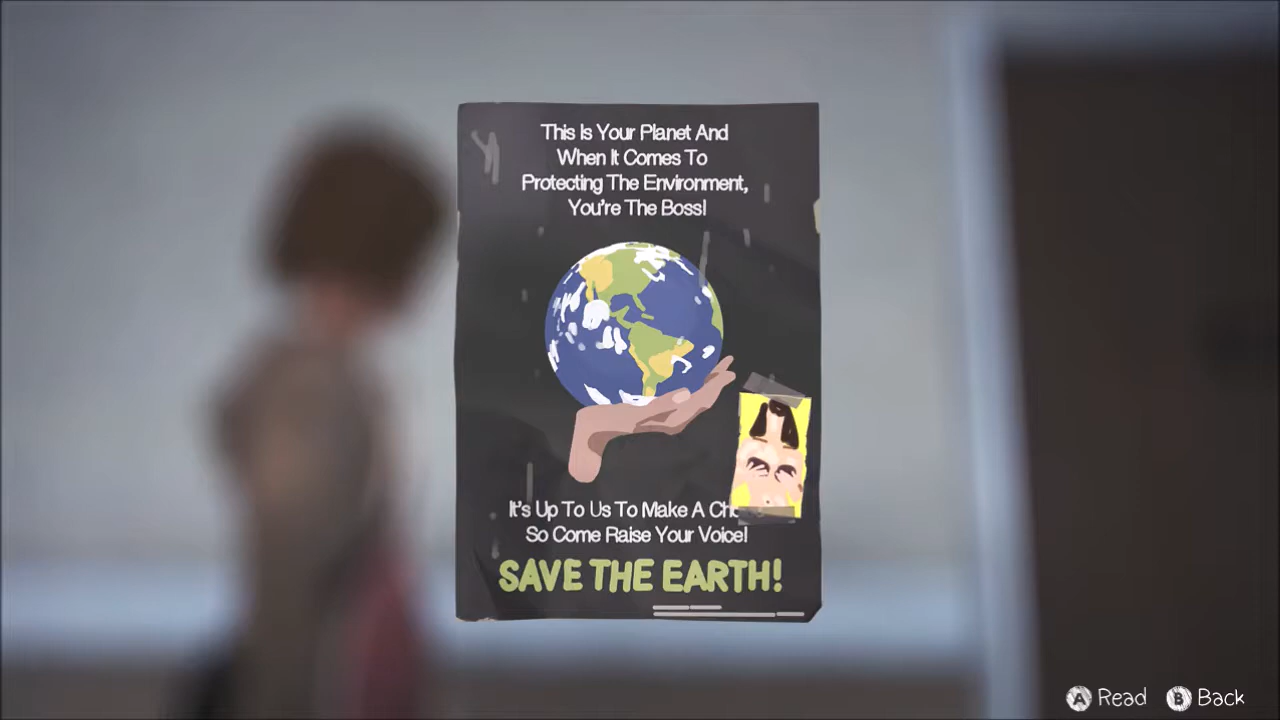 This Is Your Planet And
When It Comes To
Protecting The Environment,
You're The Boss!
It's Up To Us To Make A
So Come Raise Your Voice!
SAVE THE EARTH!
A Read B Back